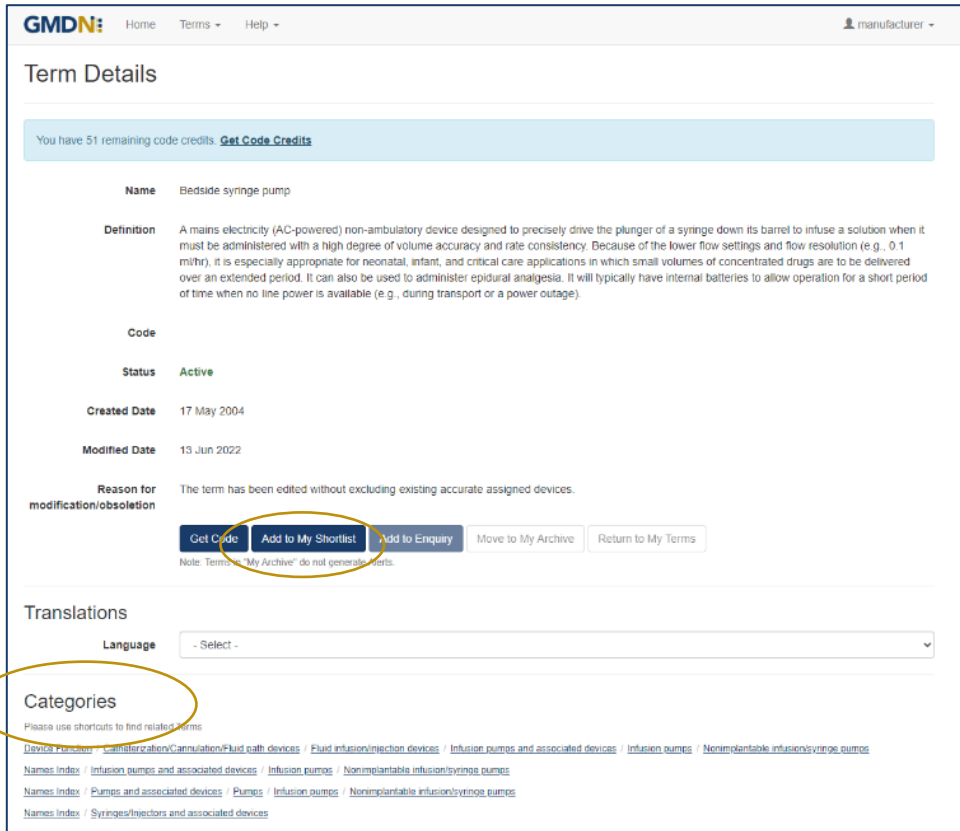 GMDN Home Terms Help manufacturer
Term Details
You have 51 remaining code credits. Get Code Credits
Name Bedside syringe pump
Definition A mains electricity (AC-powered) non-ambulatory device designed to precisely drive the plunger of a syringe down its barrel to infuse a solution when it
must be administered with a high degree of volume accuracy and rate consistency. Because of the lower flow settings and flow resolution (e.g., 0.1
ml/hr), it is especially appropriate for neonatal, infant, and critical care applications in which small volumes of concentrated drugs are to be delivered
over an extended period. It can also be used to administer epidural analgesia. It will typically have internal batteries to allow operation for a short period
of time when no line power is available (e.g., during transport or a power outage).
Code
Status Active
Created Date 17 May 2004
Modified Date 13 Jun 2022
Reason for The term has been edited without excluding existing accurate assigned devices.
modification/obsoletion
Get Code Add to My Shortlist Add to Enquiry Move to My Archive Return to My Terms
Note: Terms in "My Archive" do not generate Alerts.
Translations
Language - Select -
Categories
Please use shortcuts to find related Terms
Device Function / Catheterization/Cannulation/Fluid path devices / Fluid infusion/injection devices / Infusion pumps and associated devices / Infusion pumps / Nonimplantable infusion/syringe pumps
Names Index / Infusion pumps and associated devices / Infusion pumps / Nonimplantable infusion/syringe pumps
Names Index / Pumps and associated devices / Pumps / Infusion pumps / Nonimplantable infusion/syringe pumps
Names Index / Syringes/Injectors and associated devices